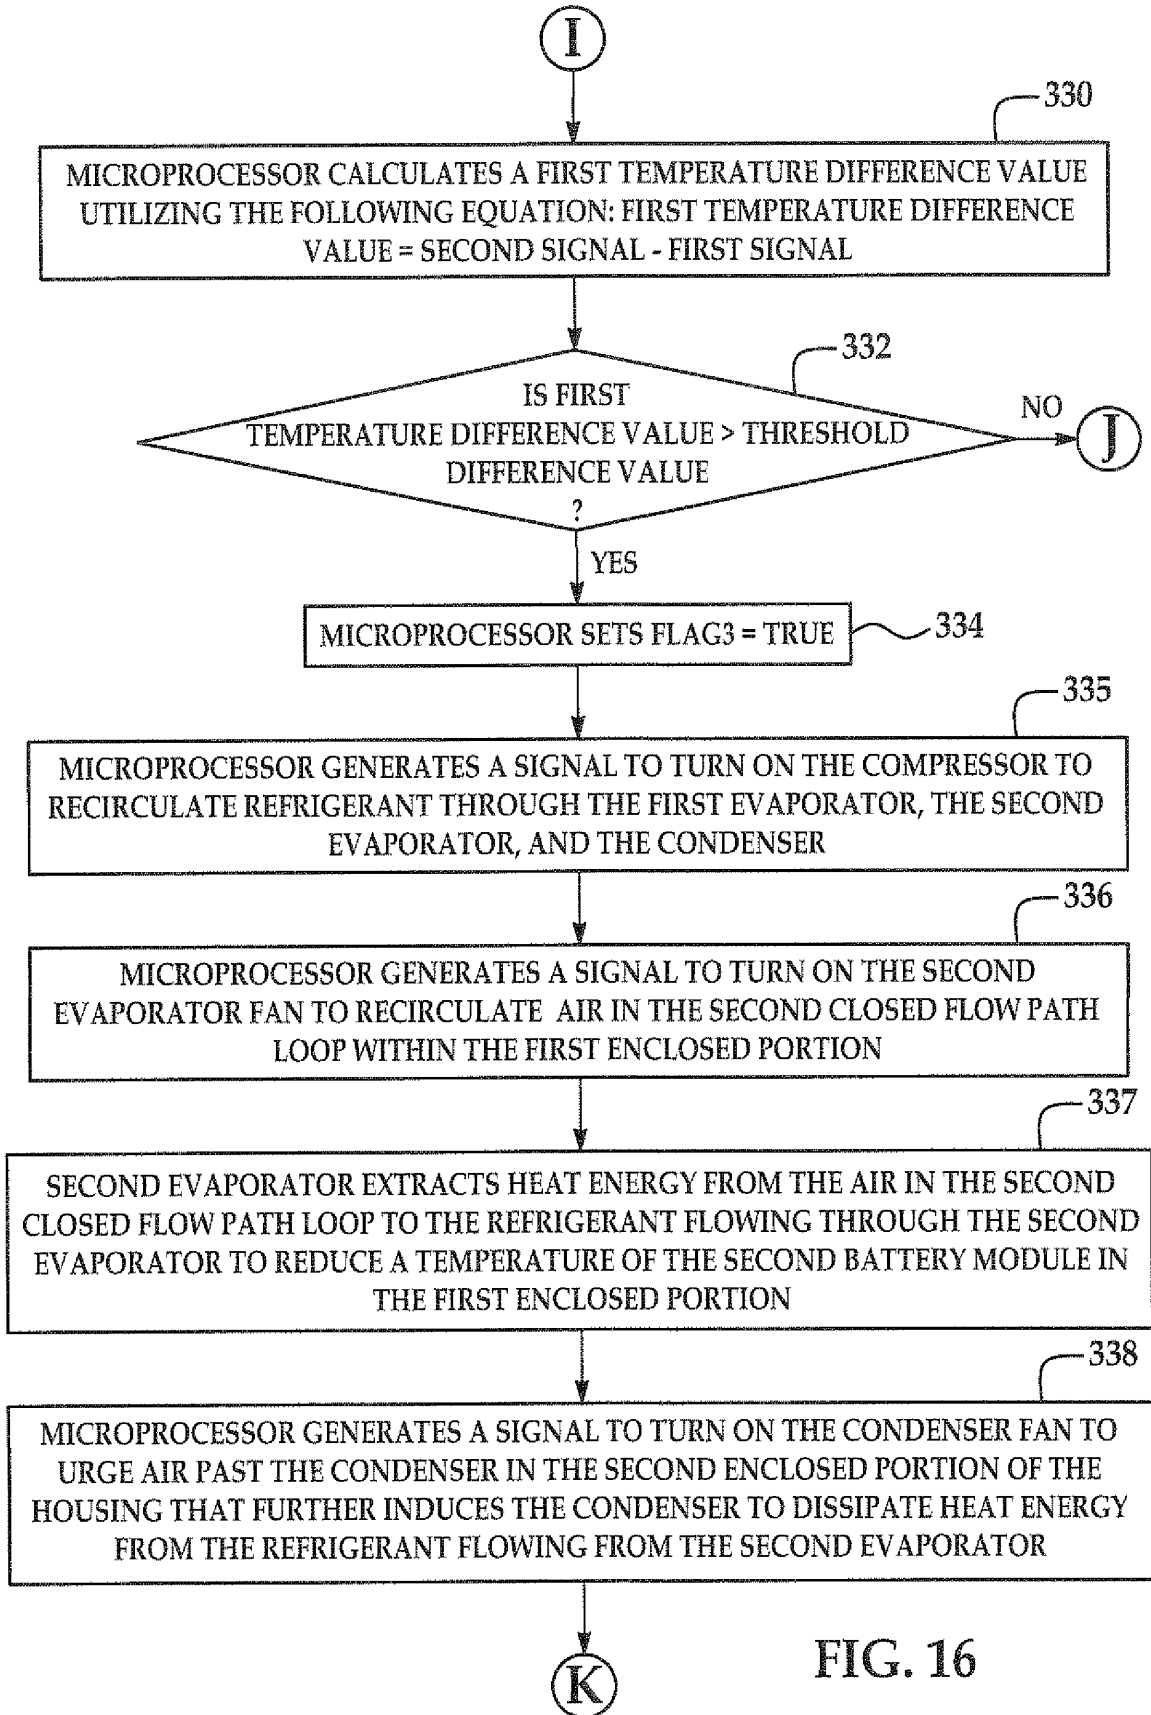 I
330
MICROPROCESSOR CALCULATES A FIRST TEMPERATURE DIFFERENCE VALUE
UTILIZING THE FOLLOWING EQUATION: FIRST TEMPERATURE DIFFERENCE
VALUE = SECOND SIGNAL - FIRST SIGNAL
332
IS FIRST
TEMPERATURE DIFFERENCE VALUE > THRESHOLD
DIFFERENCE VALUE
?
NO
J
YES
MICROPROCESSOR SETS FLAG3 = TRUE
334
335
MICROPROCESSOR GENERATES A SIGNAL TO TURN ON THE COMPRESSOR TO
RECIRCULATE REFRIGERANT THROUGH THE FIRST EVAPORATOR, THE SECOND
EVAPORATOR, AND THE CONDENSER
336
MICROPROCESSOR GENERATES A SIGNAL TO TURN ON THE SECOND
EVAPORATOR FAN TO RECIRCULATE AIR IN THE SECOND CLOSED FLOW PATH
LOOP WITHIN THE FIRST ENCLOSED PORTION
337
SECOND EVAPORATOR EXTRACTS HEAT ENERGY FROM THE AIR IN THE SECOND
CLOSED FLOW PATH LOOP TO THE REFRIGERANT FLOWING THROUGH THE SECOND
EVAPORATOR TO REDUCE A TEMPERATURE OF THE SECOND BATTERY MODULE IN
THE FIRST ENCLOSED PORTION
338
MICROPROCESSOR GENERATES A SIGNAL TO TURN ON THE CONDENSER FAN TO
URGE AIR PAST THE CONDENSER IN THE SECOND ENCLOSED PORTION OF THE
HOUSING THAT FURTHER INDUCES THE CONDENSER TO DISSIPATE HEAT ENERGY
FROM THE REFRIGERANT FLOWING FROM THE SECOND EVAPORATOR
K
FIG. 16